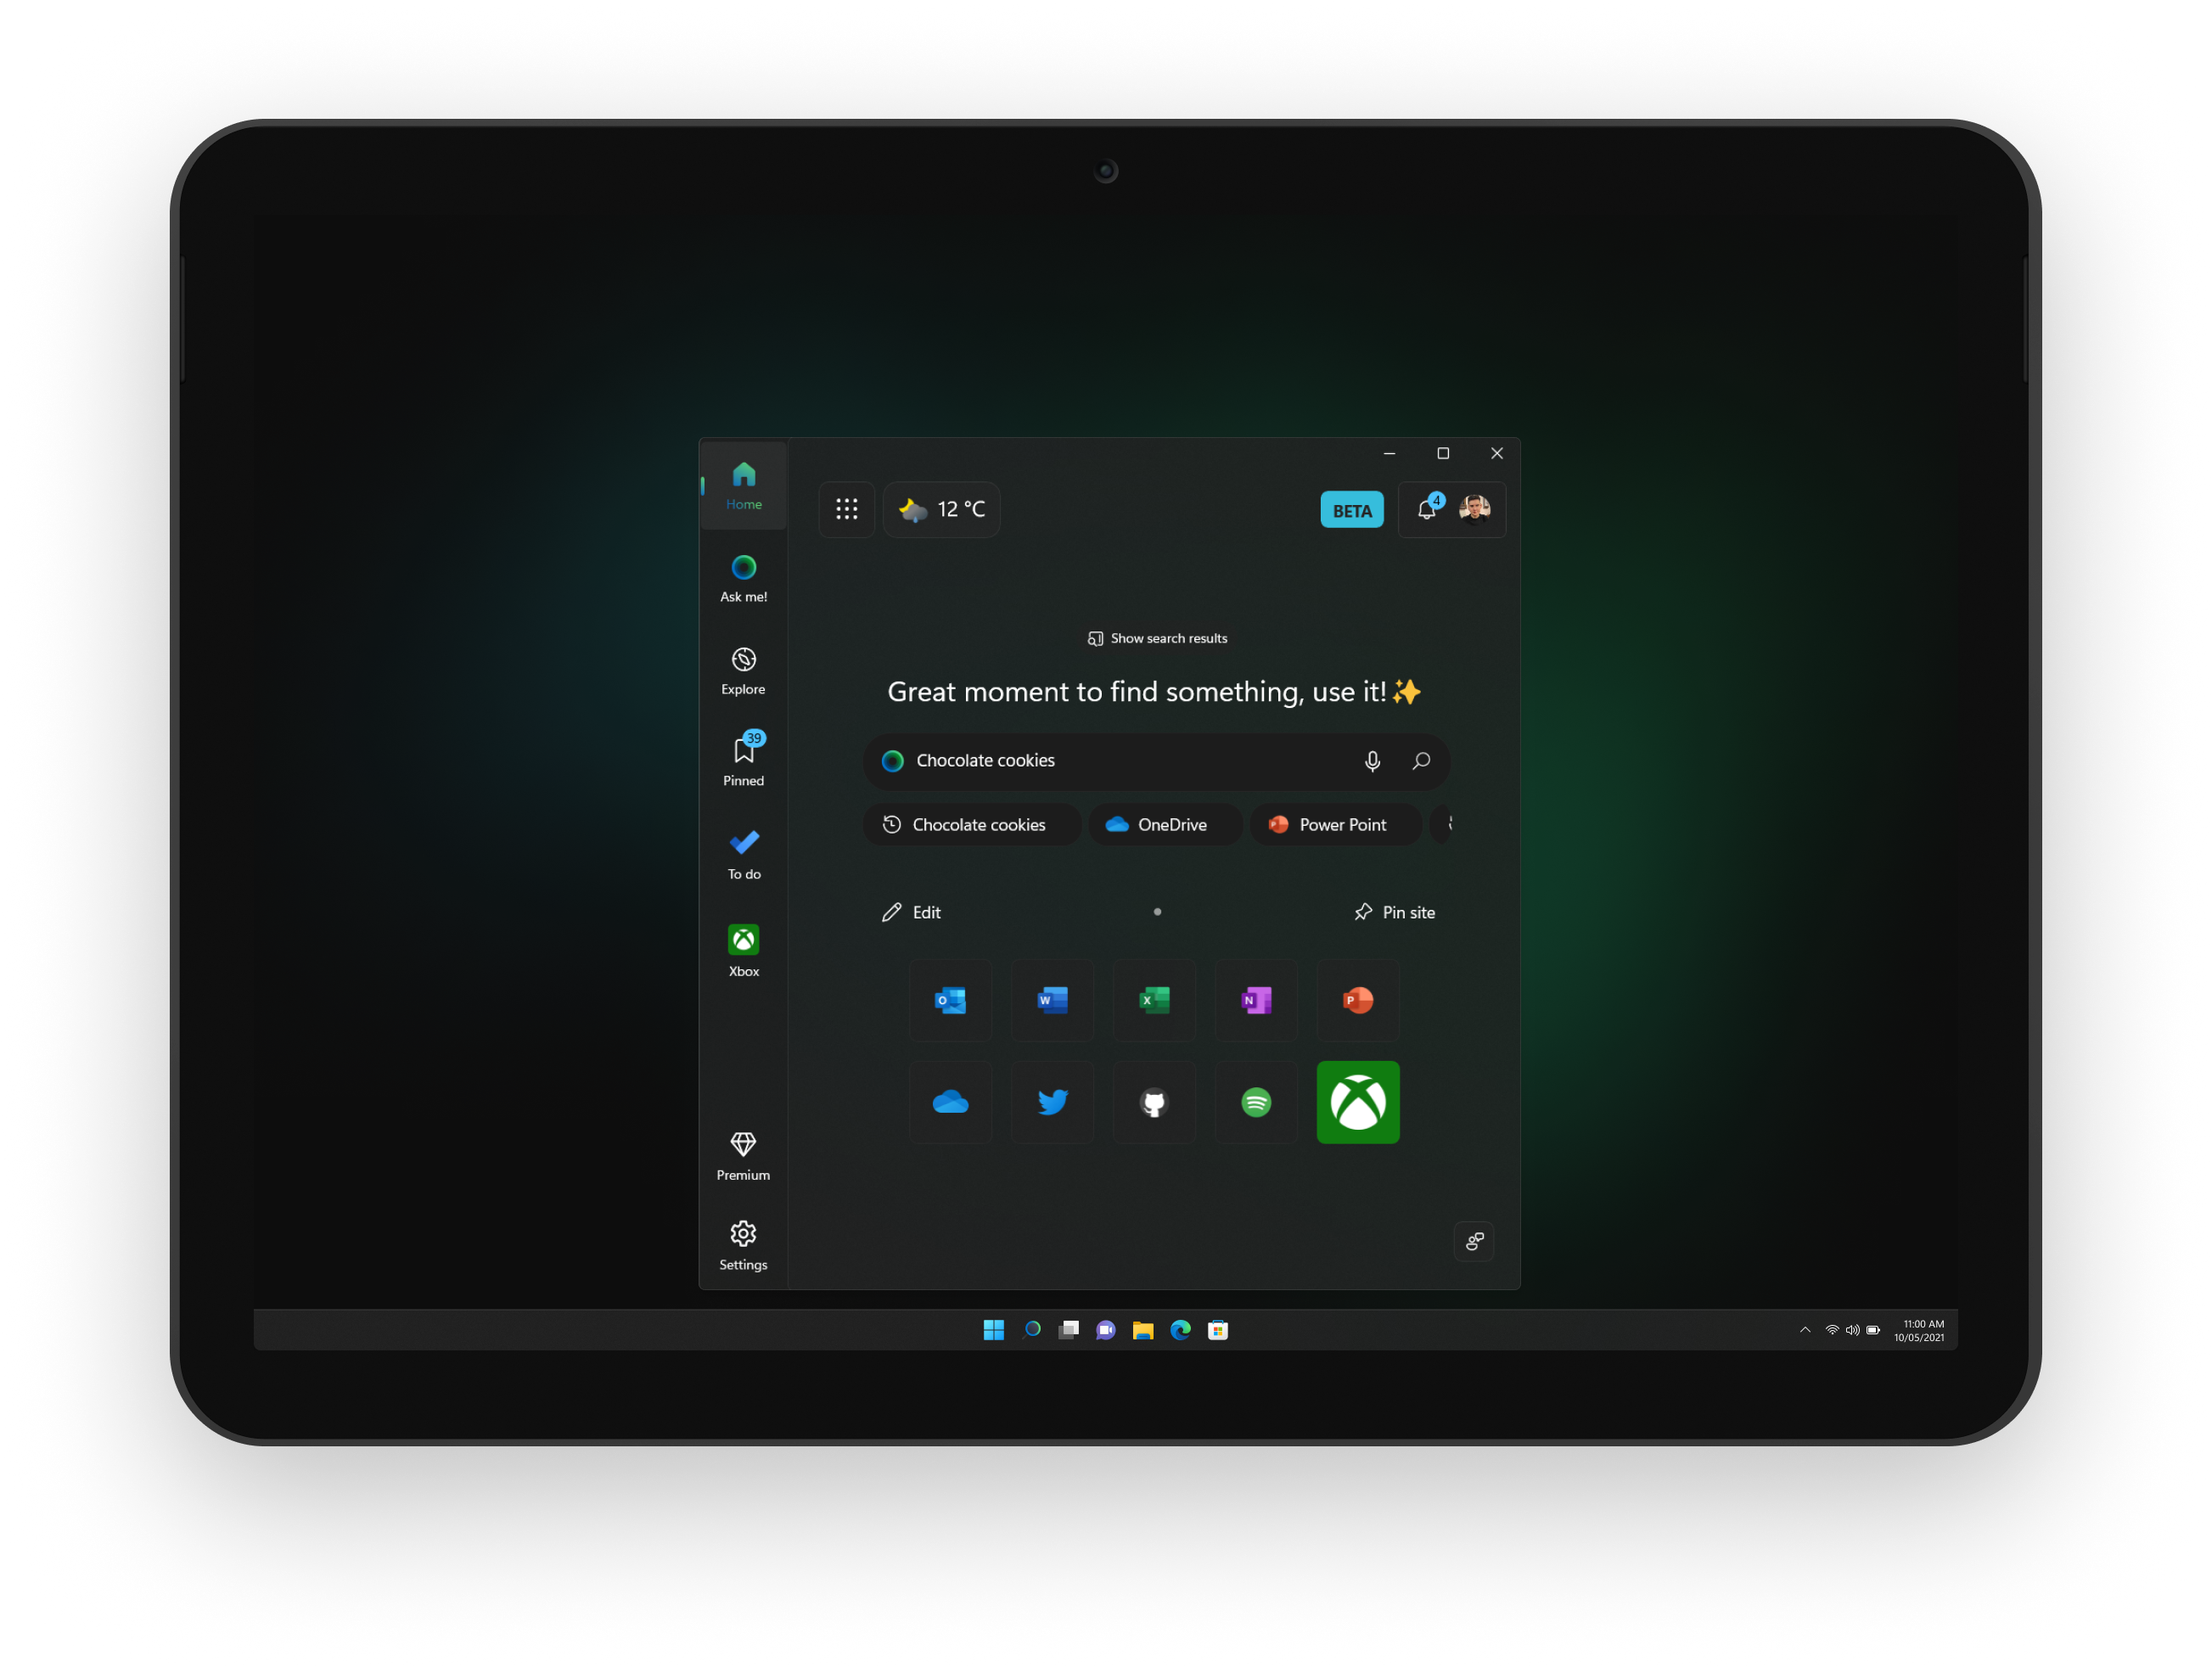 Home
Ask me!
Explore
39
Pinned
To do
Xbox
Premium
Settings
12 °C
BETA
4
Show search results
Great moment to find something, use it!✨
Chocolate cookies
Chocolate cookies
OneDrive
Power Point
Edit
Pin site
O
W
X
N
P
11:00 AM
10/05/2021